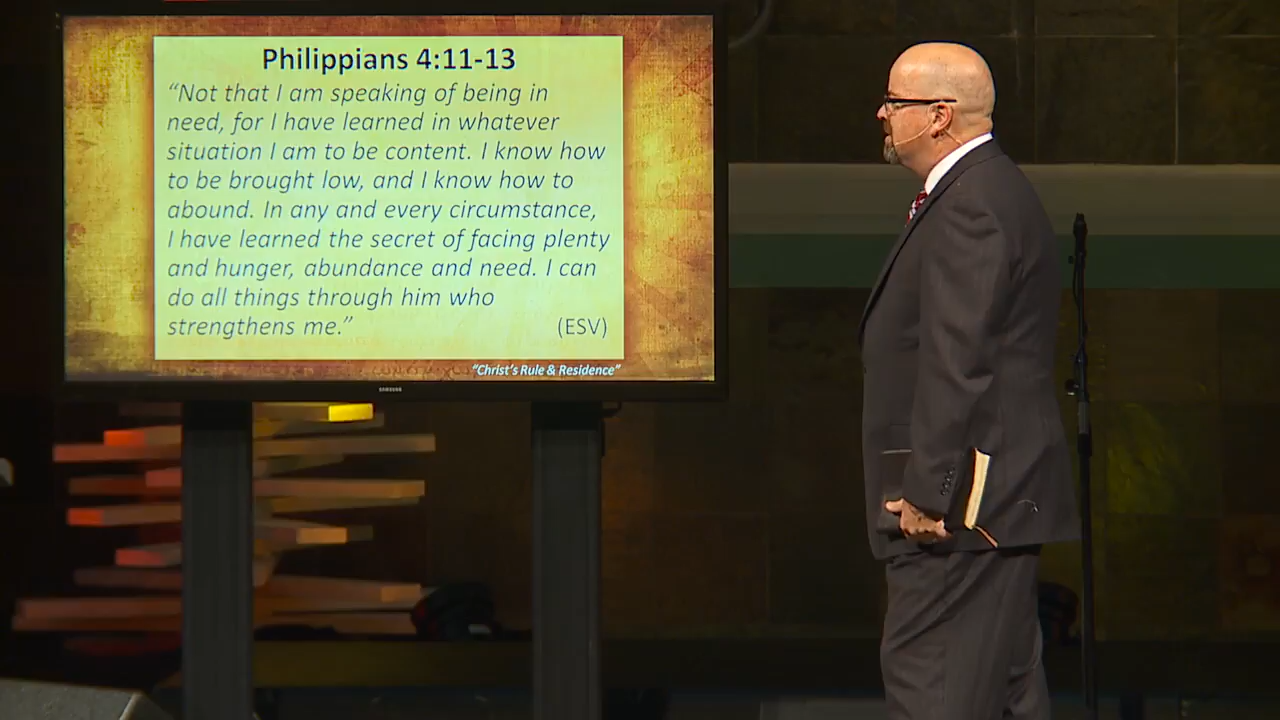 Philippians 4:11-13
“Not that I am speaking of being in
need, for I have learned in whatever
situation I am to be content. I know how
to be brought low, and I know how to
abound. In any and every circumstance,
I have learned the secret of facing plenty
and hunger, abundance and need. I can
do all things through him who
strengthens me.” (ESV)
“Christ’s Rule & Residence”
SAMSUNG